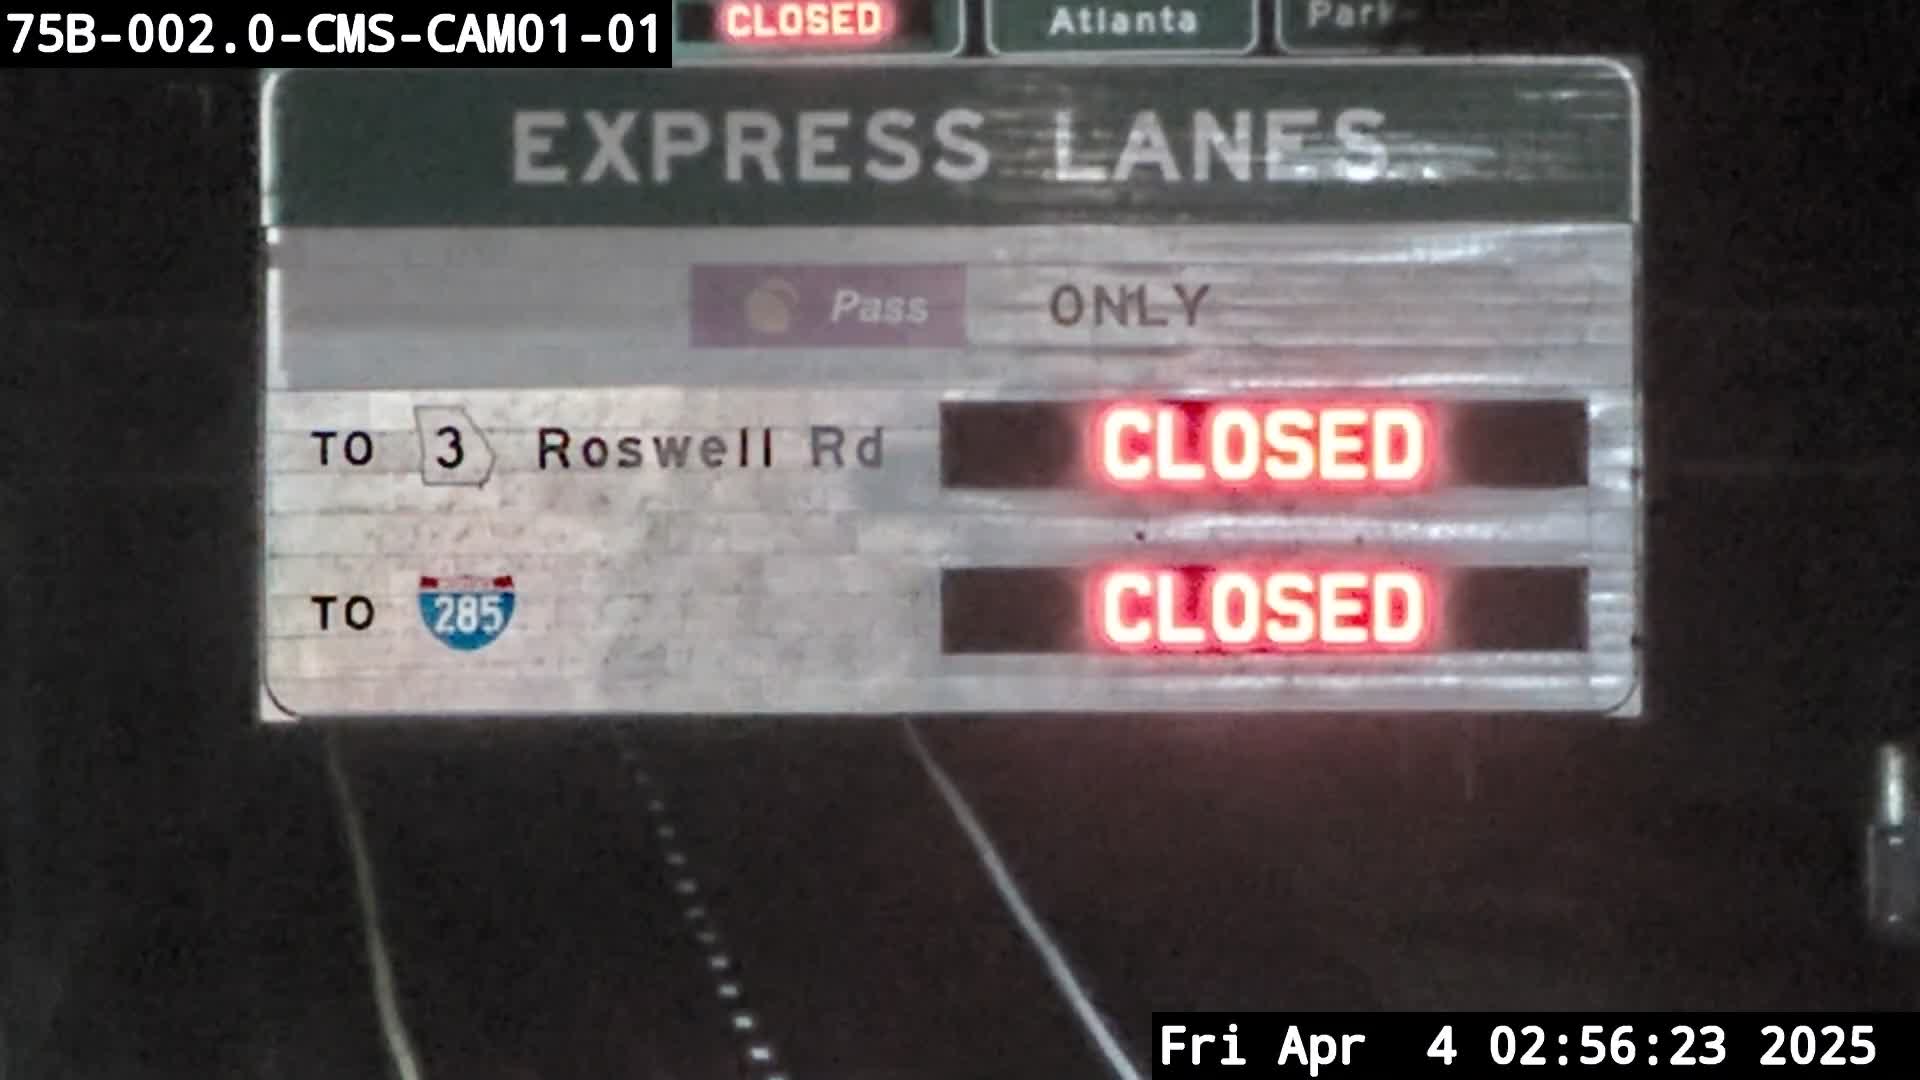 75B-002.0-CMS-CAM01-01
CLOSED
Atlanta
Park
EXPRESS LANES
Pass ONLY
TO 3 Roswell Rd CLOSED
TO 285 CLOSED
Fri Apr 4 02:56:23 2025